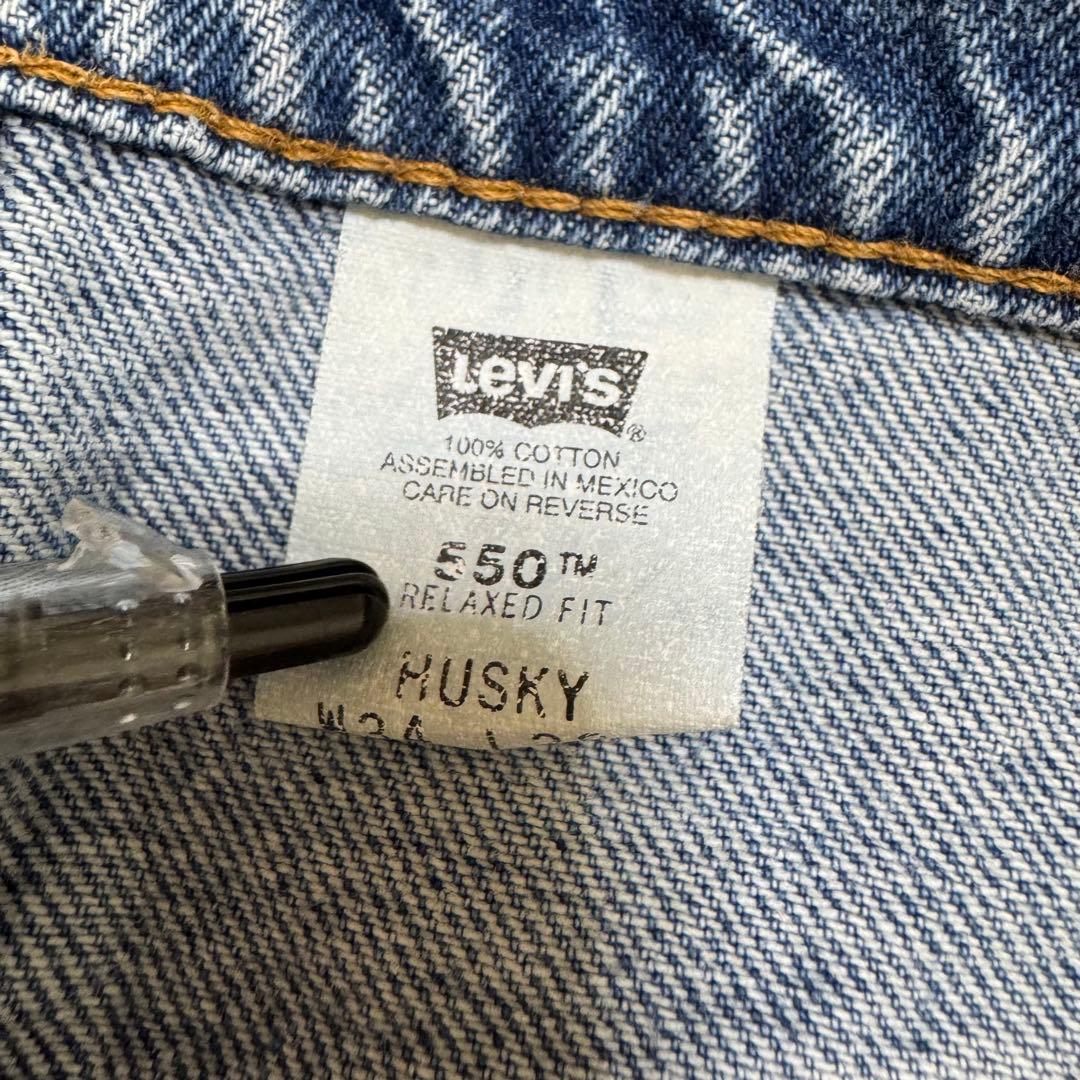 Levi's ®
100% COTTON
ASSEMBLED IN MEXICO
CARE ON REVERSE
550™
RELAXED FIT
HUSKY